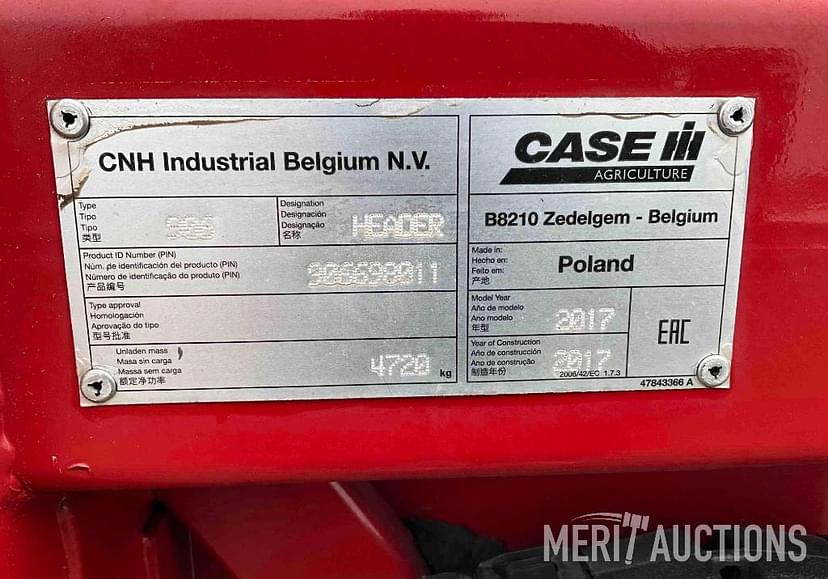 CNH Industrial Belgium N.V.
Type
Tipo
Tipo
类型
906
Designation
Designación
Designação
名称
HEADER
Product ID Number (PIN)
Núm. de identificación del producto (PIN)
Número de identificação do produto (PIN)
产品编号
906698011
Type approval
Homologación
Aprovação do tipo
型号批准
Unladen mass
Masa sin carga
Massa sem carga
额定净功率
4720 kg
CASE IH
AGRICULTURE
B8210 Zedelgem - Belgium
Made in:
Hecho en:
Feito em:
产地
Poland
Model Year
Año de modelo
Ano modelo
年型
2017
Year of Construction
Año de construcción
Ano de construção
制造年份
2017
2006/42/EC 1.7.3
EAC
47843366 A
MERIT AUCTIONS